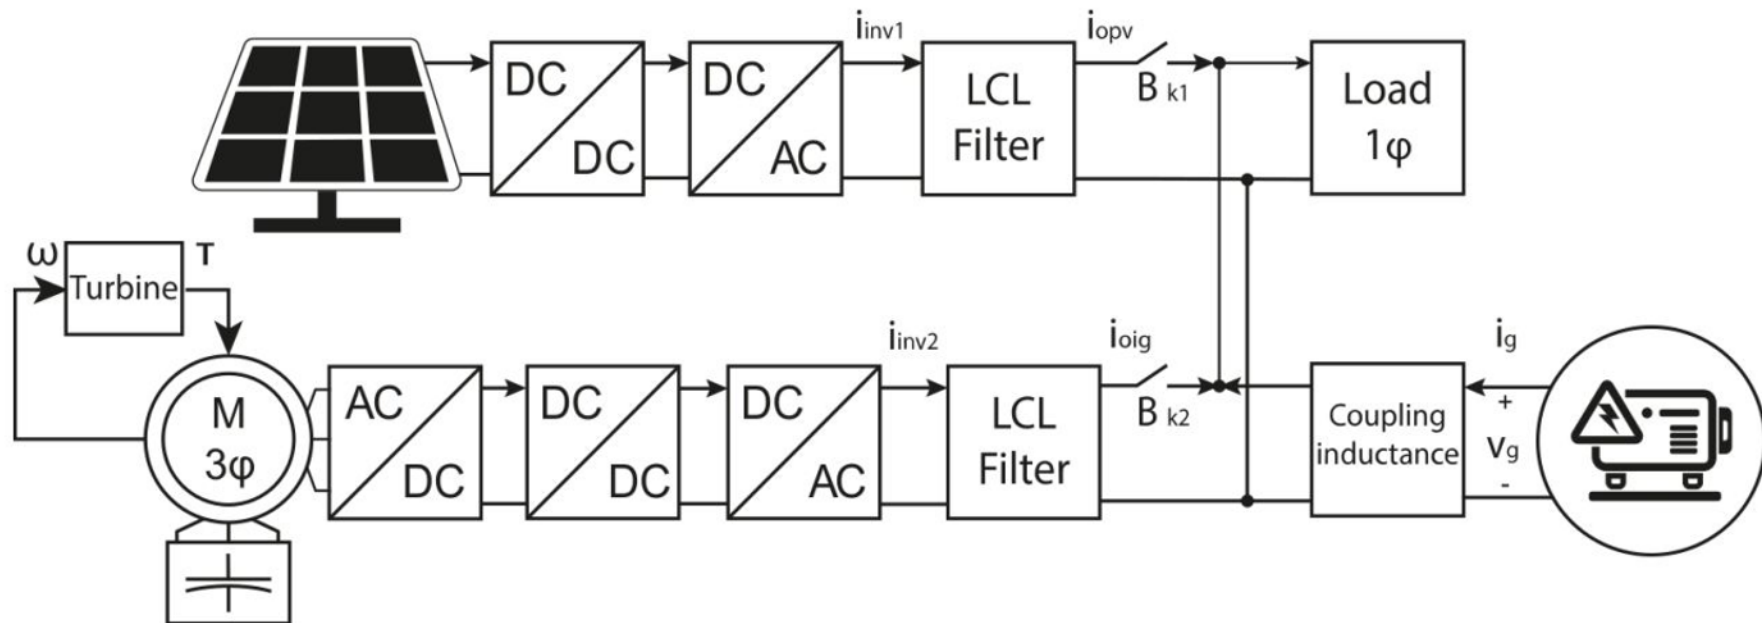 DC
DC
DC
AC
iinv1
LCL
Filter
iopv
B k1
Load
1φ
ω
Turbine
T
M
3φ
AC
DC
DC
DC
DC
AC
iinv2
LCL
Filter
ioig
B k2
Coupling
inductance
ig
+
vg
-